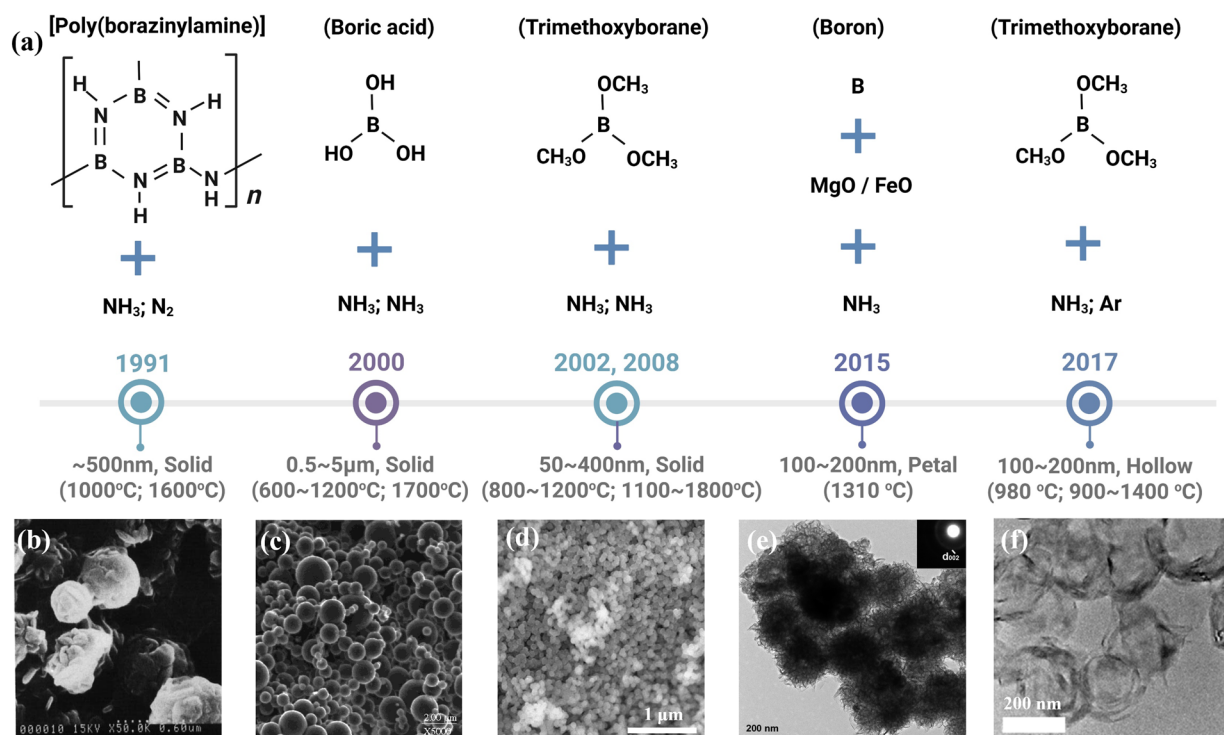 [Poly(borazinylamine)] (Boric acid) (Trimethoxyborane) (Boron) (Trimethoxyborane)
(a)
H B N H
N
B B
N N
H H n
OH
B
HO OH
OCH₃
B
CH₃O OCH₃
B
MgO / FeO
OCH₃
B
CH₃O OCH₃
NH₃; N₂ NH₃; NH₃ NH₃; NH₃ NH₃ NH₃; Ar
1991 2000 2002, 2008 2015 2017
~500nm, Solid 0.5~5μm, Solid 50~400nm, Solid 100~200nm, Petal 100~200nm, Hollow
(1000ºC; 1600ºC) (600~1200ºC; 1700ºC) (800~1200ºC; 1100~1800ºC) (1310 ºC) (980 ºC; 900~1400 ºC)
(b) (c) (d) (e) (f)
d002
000010 15KV X50.0K 0.60um
X5000
1 μm
200 nm
200 nm